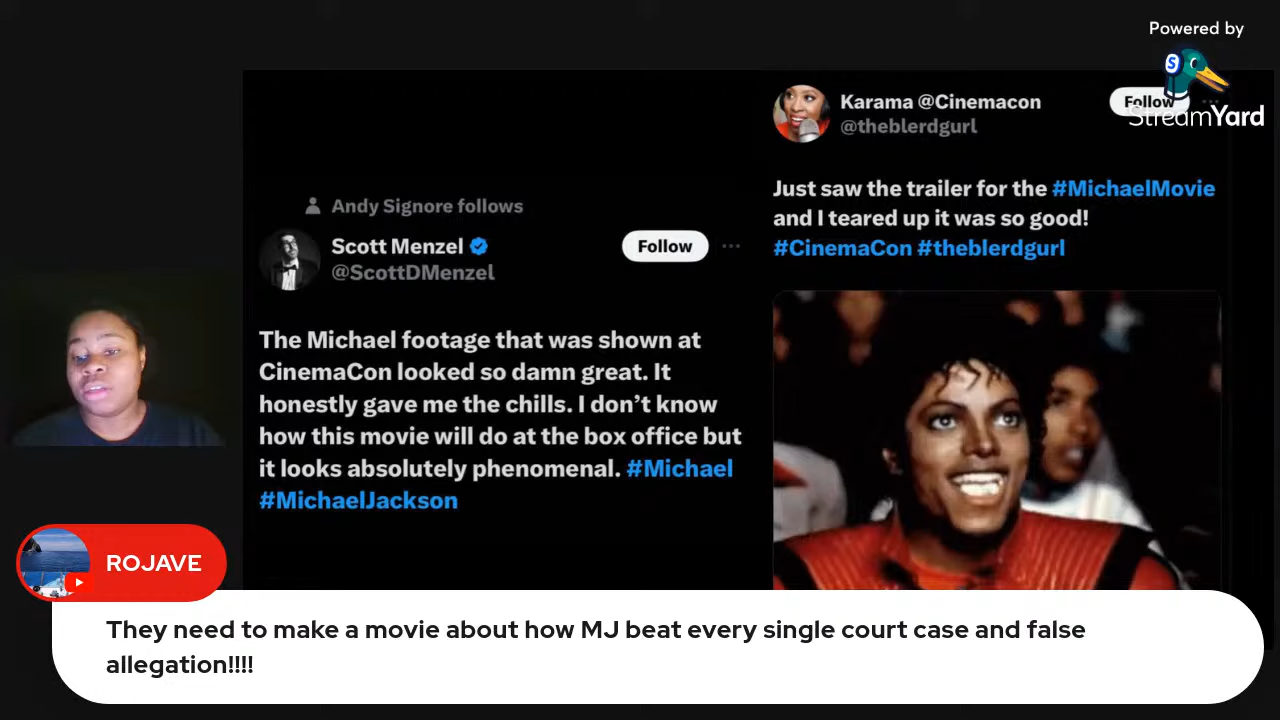 Powered by
StreamYard
Andy Signore follows
Scott Menzel
@ScottDMenzel
Follow
The Michael footage that was shown at
CinemaCon looked so damn great. It
honestly gave me the chills. I don’t know
how this movie will do at the box office but
it looks absolutely phenomenal. #Michael
#MichaelJackson
Karama @Cinemacon
@theblerdgurl
Follow
Just saw the trailer for the #MichaelMovie
and I teared up it was so good!
#CinemaCon #theblerdgurl
ROJAVE
They need to make a movie about how MJ beat every single court case and false
allegation!!!!